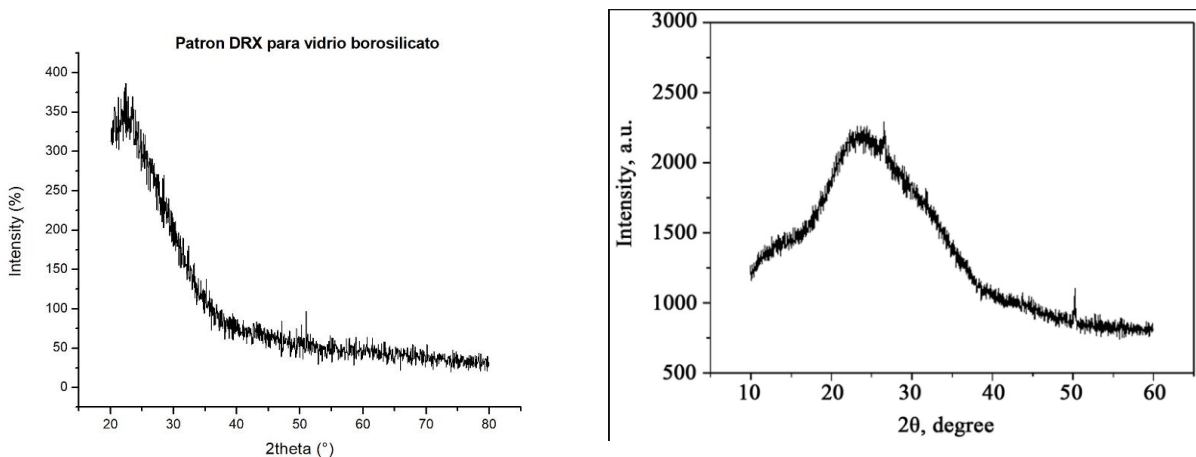 Patron DRX para vidrio borosilicato
400
350
300
250
200
150
100
50
0
Intensity (%)
20 30 40 50 60 70 80
2theta (°)
3000
2500
2000
1500
1000
500
Intensity, a.u.
10 20 30 40 50 60
2θ, degree